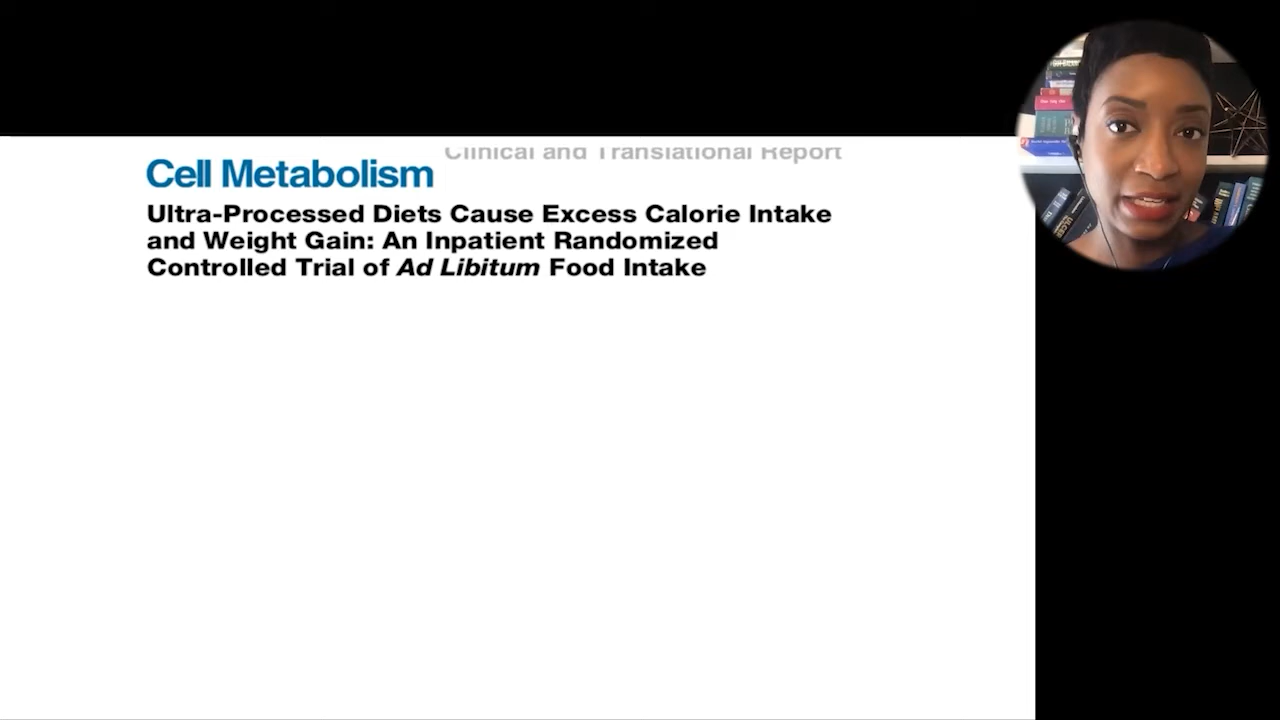 Clinical and Translational Report
Cell Metabolism
Ultra-Processed Diets Cause Excess Calorie Intake
and Weight Gain: An Inpatient Randomized
Controlled Trial of Ad Libitum Food Intake